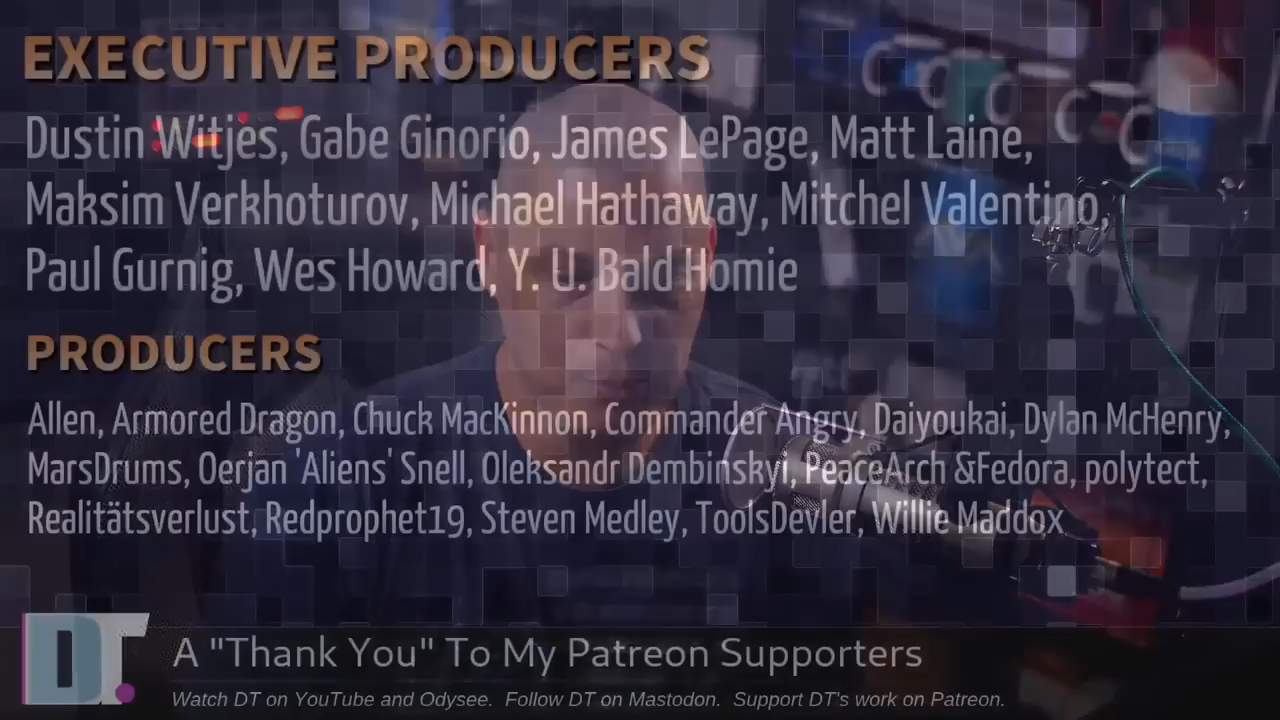 EXECUTIVE PRODUCERS
Dustin Witjes, Gabe Ginorio, James LePage, Matt Laine,
Maksim Verkhoturov, Michael Hathaway, Mitchel Valentino,
Paul Gurnig, Wes Howard, Y. U. Bald Homie
PRODUCERS
Allen, Armored Dragon, Chuck MacKinnon, Commander Angry, Daiyoukai, Dylan McHenry,
MarsDrums, Oerjan 'Aliens' Snell, Oleksandr Dembinskyi, PeaceArch &Fedora, polytect,
Realitätsverlust, Redprophet19, Steven Medley, ToolsDevler, Willie Maddox
DT
A "Thank You" To My Patreon Supporters
Watch DT on YouTube and Odysee. Follow DT on Mastodon. Support DT's work on Patreon.